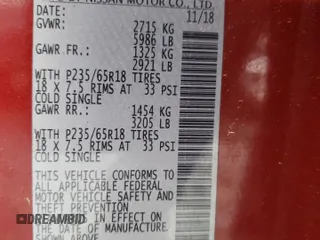 BY NISSAN MOTOR CO., LTD.
DATE: 11/18
GVWR: 2715 KG
5986 LB
GAWR FR.: 1325 KG
2921 LB
WITH P235/65R18 TIRES
18 X 7.5 RIMS AT 33 PSI
COLD SINGLE
GAWR RR.: 1454 KG
3205 LB
WITH P235/65R18 TIRES
18 X 7.5 RIMS AT 33 PSI
COLD SINGLE
THIS VEHICLE CONFORMS TO
ALL APPLICABLE FEDERAL
MOTOR VEHICLE SAFETY AND
THEFT PREVENTION
STANDARDS IN EFFECT ON
THE DATE OF MANUFACTURE
SHOWN ABOVE
DREAMBID